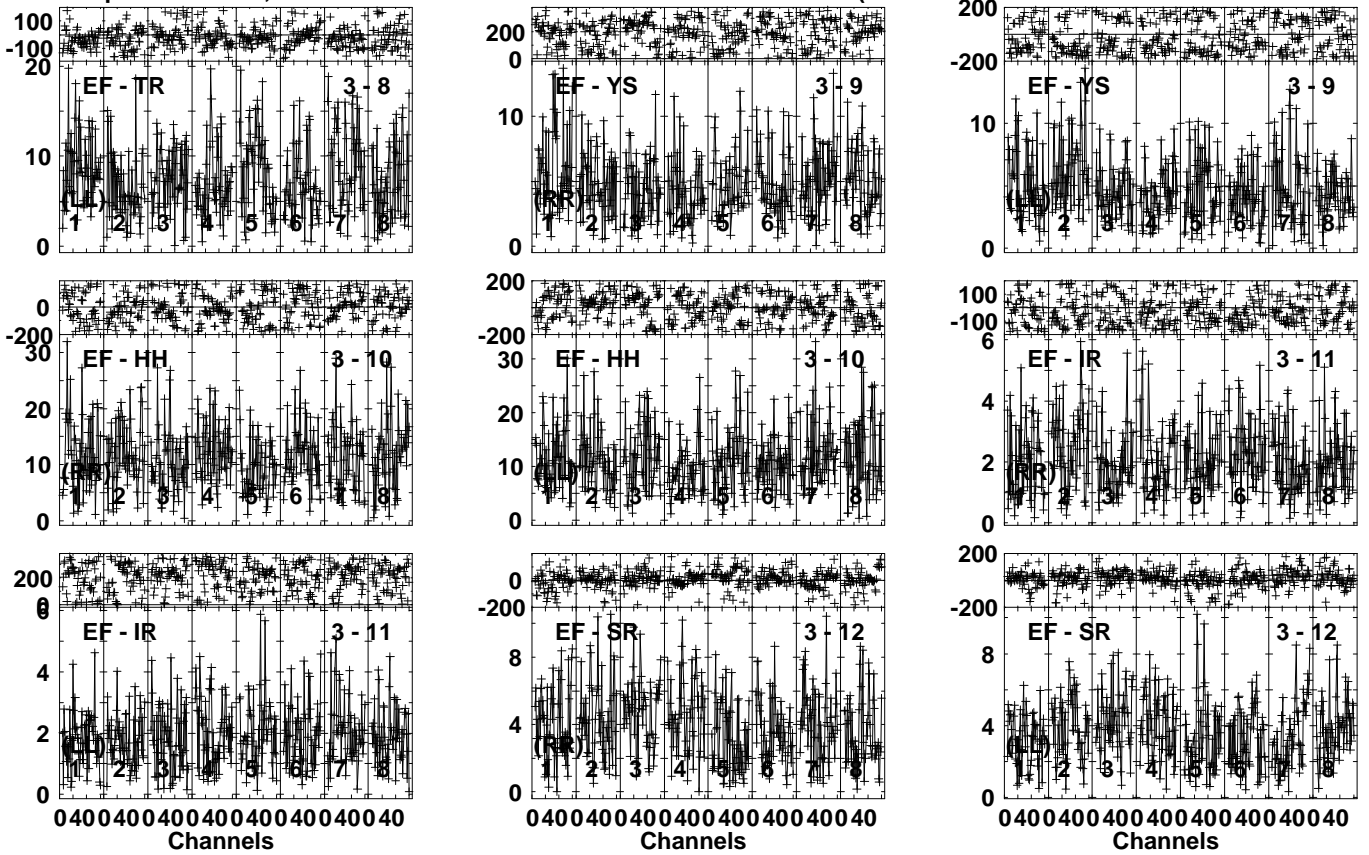 100 200 200
-100 0 -200
20 EF - TR 3 - 8 EF - YS 3 - 9 EF - YS 3 - 9
10 10 10
(LL) (RR) (LL)
1 2 3 4 5 6 7 8 1 2 3 4 5 6 7 8 1 2 3 4 5 6 7 8
0 0 0
0 200 100
-200 -200 -100
30 EF - HH 3 - 10 30 EF - HH 3 - 10 6 EF - IR 3 - 11
20 20 4
10 10 2
(RR) (LL) (RR)
1 2 3 4 5 6 7 8 1 2 3 4 5 6 7 8 1 2 3 4 5 6 7 8
0 0 0
200 0 200
0 -200 -200
6 EF - IR 3 - 11 EF - SR 3 - 12 EF - SR 3 - 12
4 8 8
2 4 4
(LL) (RR) (LL)
1 2 3 4 5 6 7 8 1 2 3 4 5 6 7 8 1 2 3 4 5 6 7 8
0 0 0
0 40 0 40 0 40 0 40 0 40 0 40 0 40 0 40 0 40 0 40 0 40 0 40 0 40 0 40 0 40 0 40 0 40 0 40 0 40 0 40 0 40 0 40 0 40 0 40
Channels Channels Channels